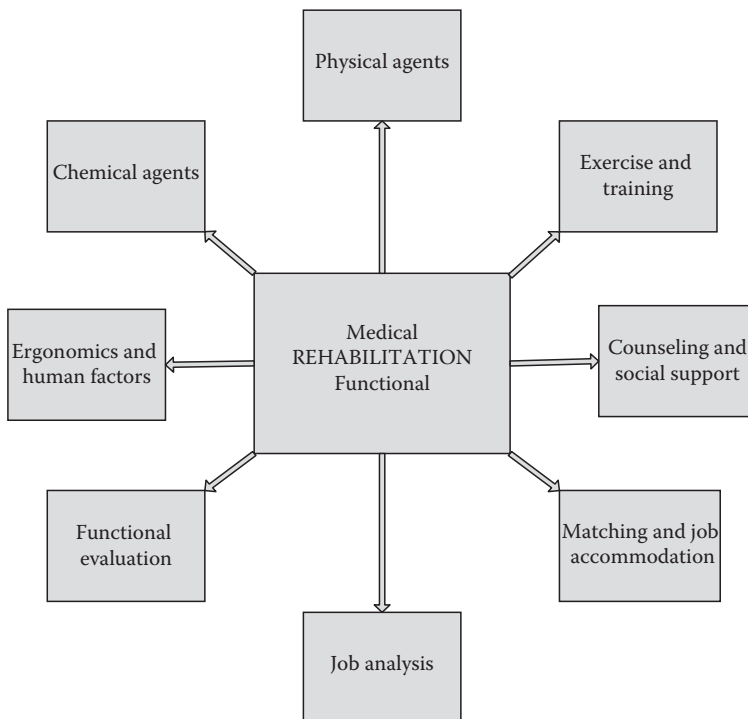 Physical agents
Chemical agents
Exercise and
training
Medical
REHABILITATION
Functional
Ergonomics and
human factors
Counseling and
social support
Functional
evaluation
Matching and job
accommodation
Job analysis